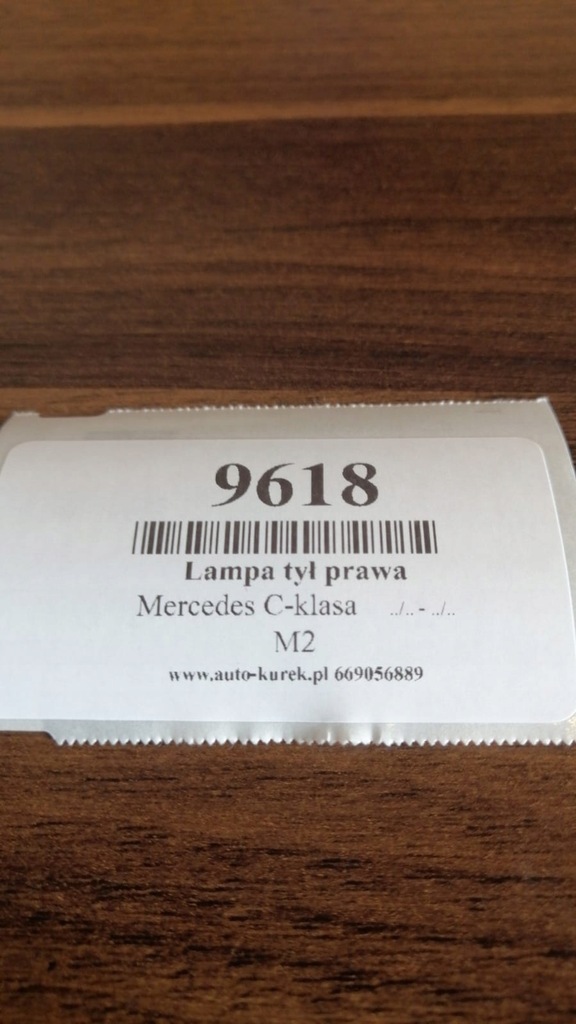 9618
Lampa tył prawa
Mercedes C-klasa ../.. - ../..
M2
www.auto-kurek.pl 669056889